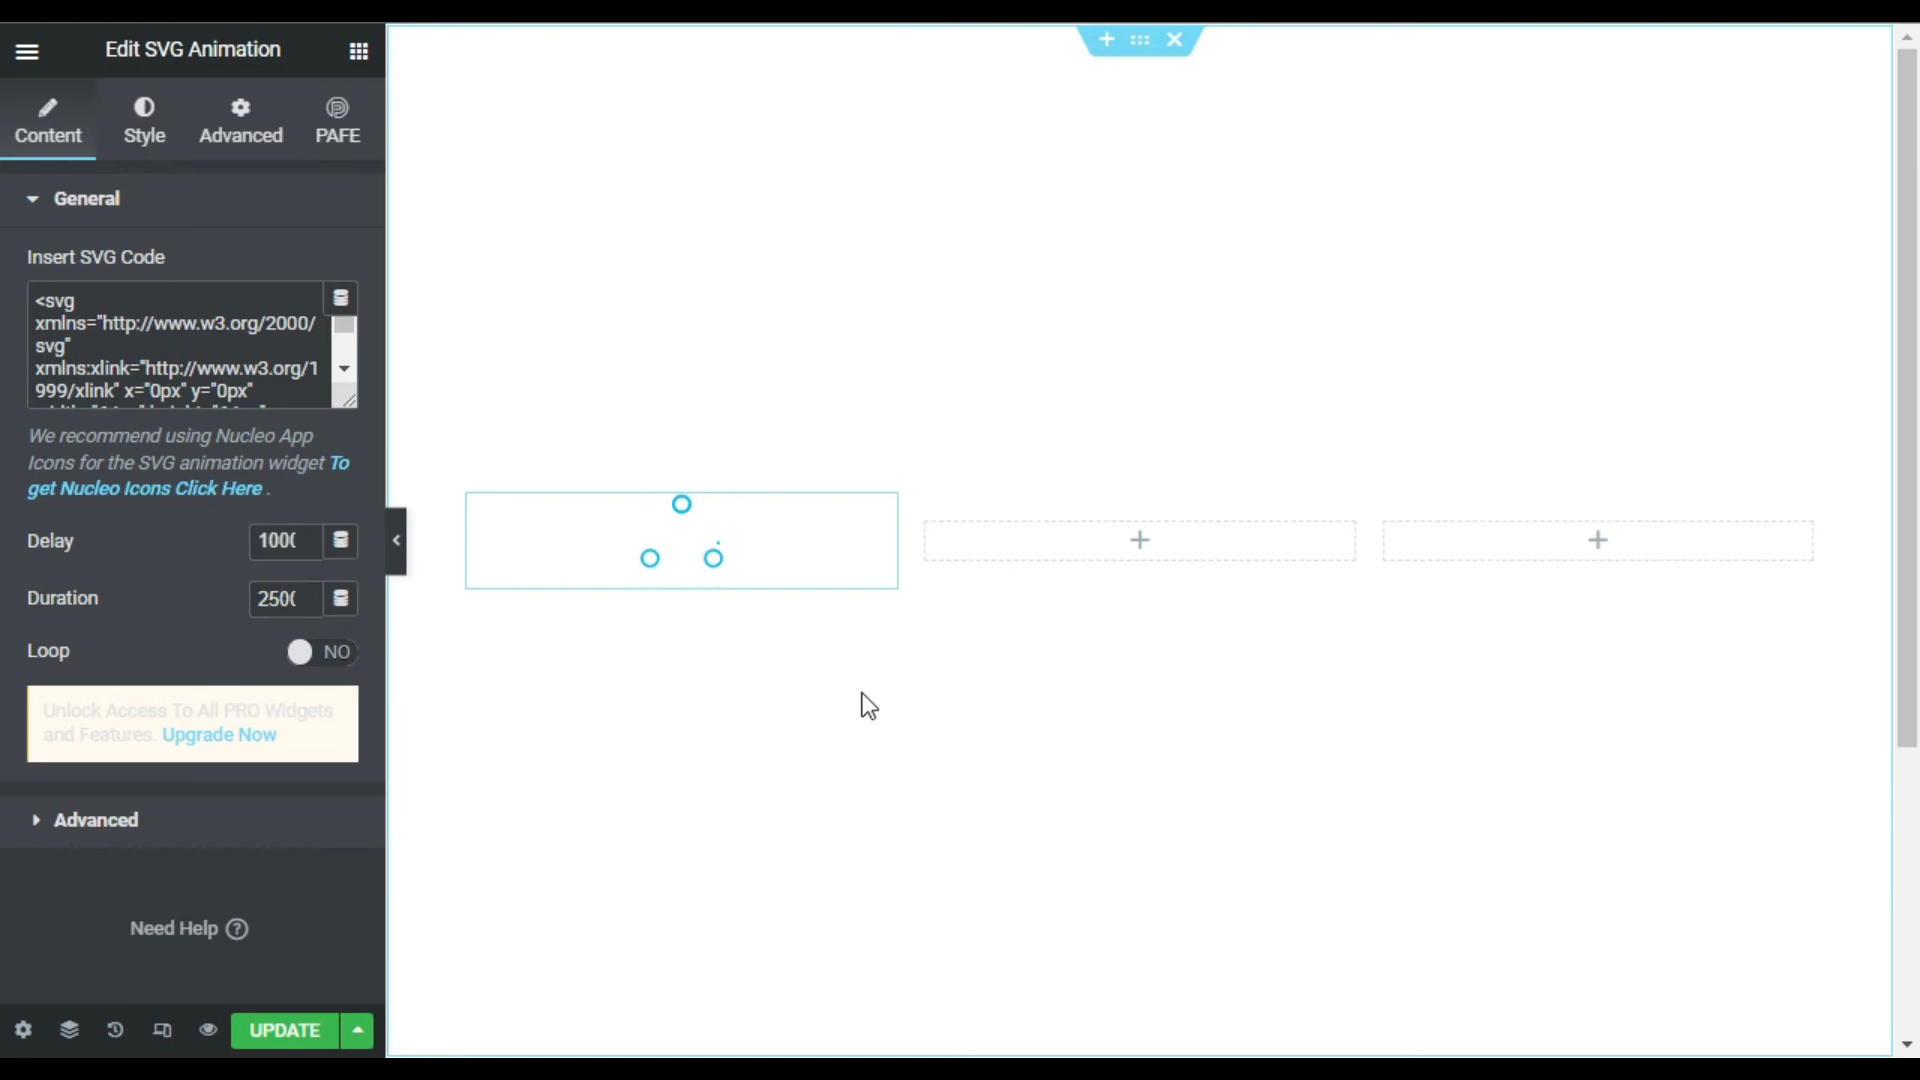 Edit SVG Animation
Content
Style
Advanced
PAFE
General
Insert SVG Code
<svg
xmlns="http://www.w3.org/2000/
svg"
xmlns:xlink="http://www.w3.org/1
999/xlink" x="0px" y="0px"
We recommend using Nucleo App
Icons for the SVG animation widget To
get Nucleo Icons Click Here .
Delay
1000
Duration
2500
Loop
NO
Unlock Access To All PRO Widgets
and Features. Upgrade Now
Advanced
Need Help
UPDATE